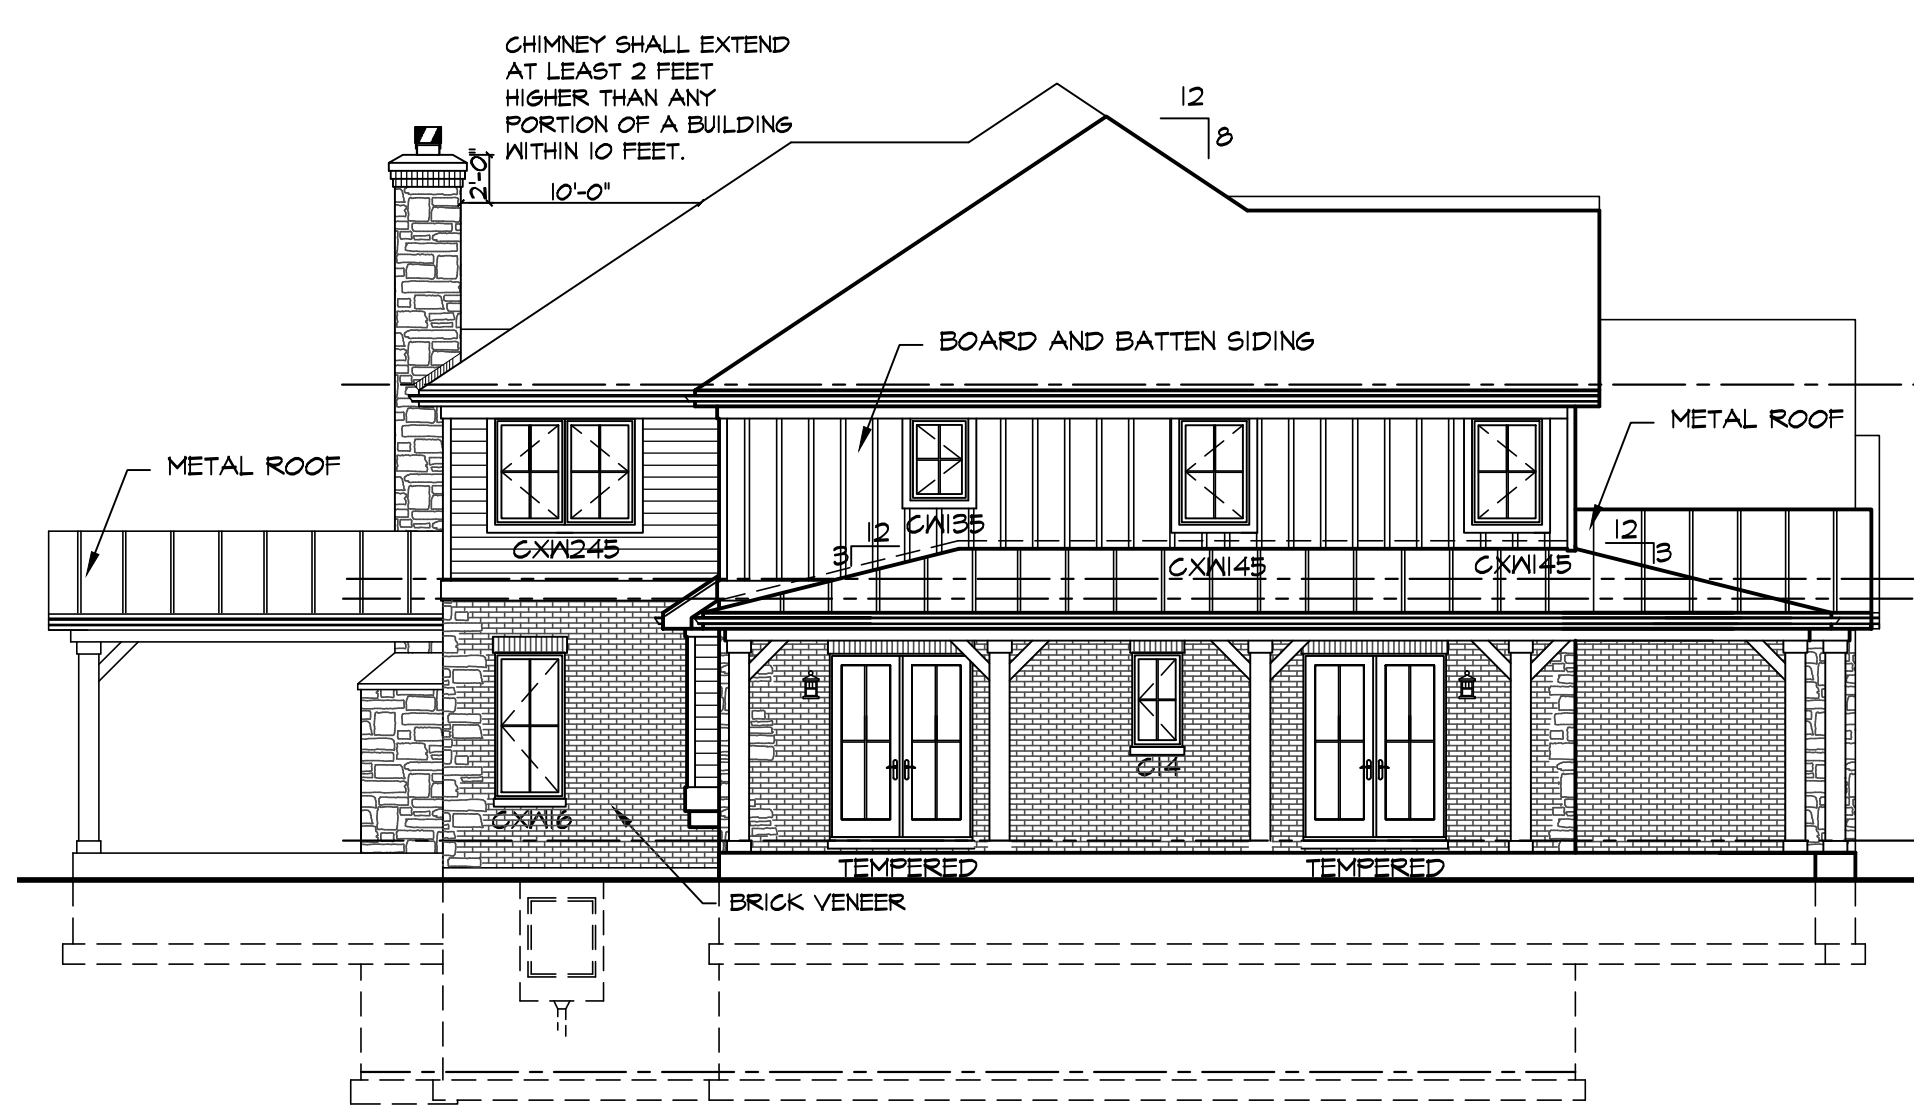 CHIMNEY SHALL EXTEND
AT LEAST 2 FEET
HIGHER THAN ANY
PORTION OF A BUILDING
WITHIN 10 FEET.
12
8
2'-0"
10'-0"
BOARD AND BATTEN SIDING
METAL ROOF
METAL ROOF
CXW245
CW135
12
3
CXW145
CXW145
12
3
C14
CXW16
TEMPERED
TEMPERED
BRICK VENEER